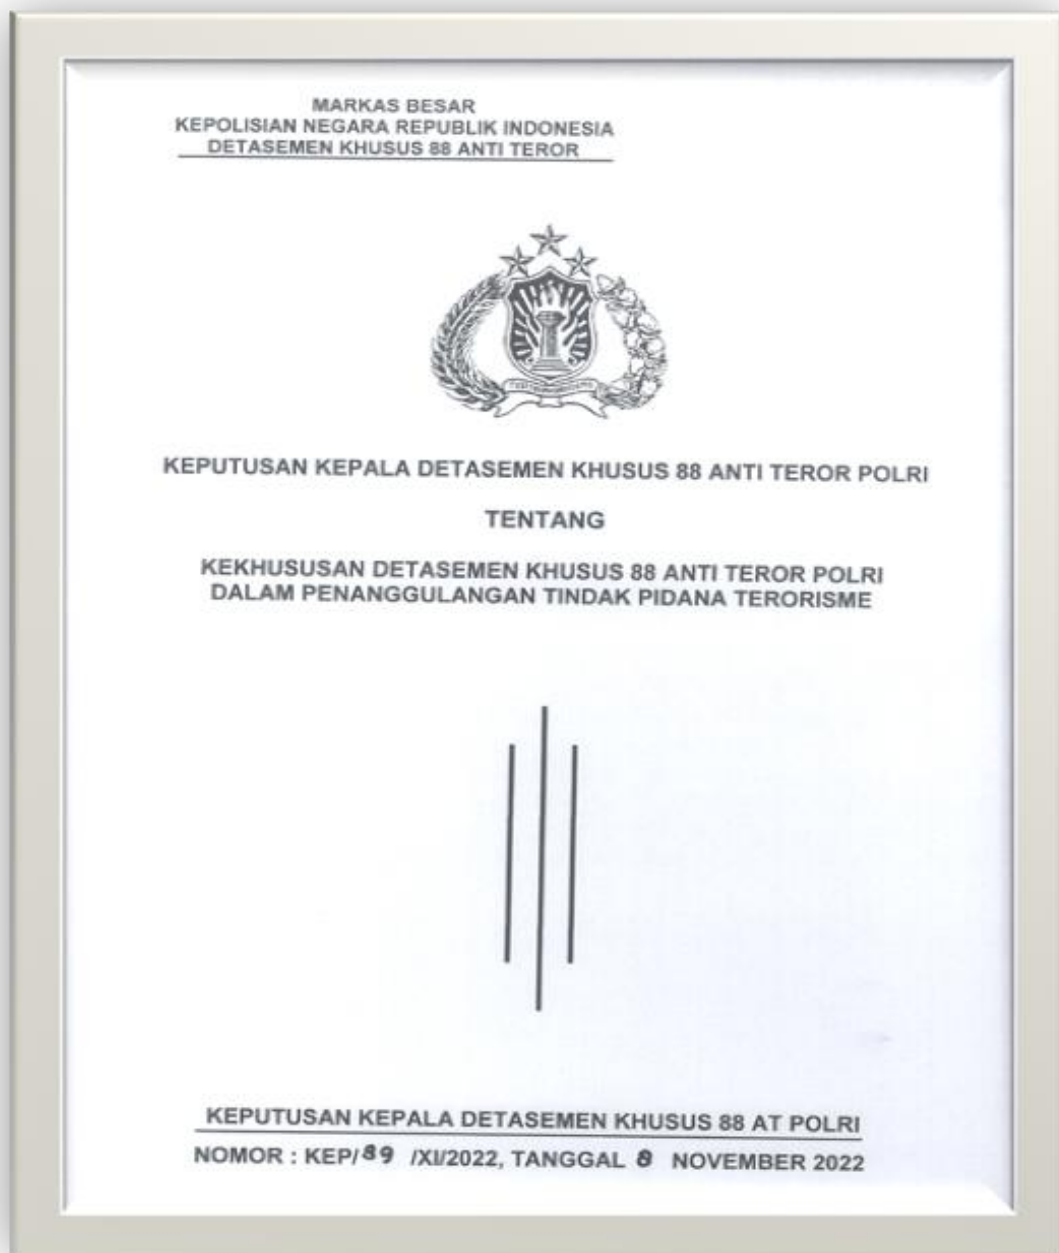 MARKAS BESAR
KEPOLISIAN NEGARA REPUBLIK INDONESIA
DETASEMEN KHUSUS 88 ANTI TEROR
KEPUTUSAN KEPALA DETASEMEN KHUSUS 88 ANTI TEROR POLRI
TENTANG
KEKHUSUSAN DETASEMEN KHUSUS 88 ANTI TEROR POLRI
DALAM PENANGGULANGAN TINDAK PIDANA TERORISME
KEPUTUSAN KEPALA DETASEMEN KHUSUS 88 AT POLRI
NOMOR : KEP/89 /XI/2022, TANGGAL 8 NOVEMBER 2022